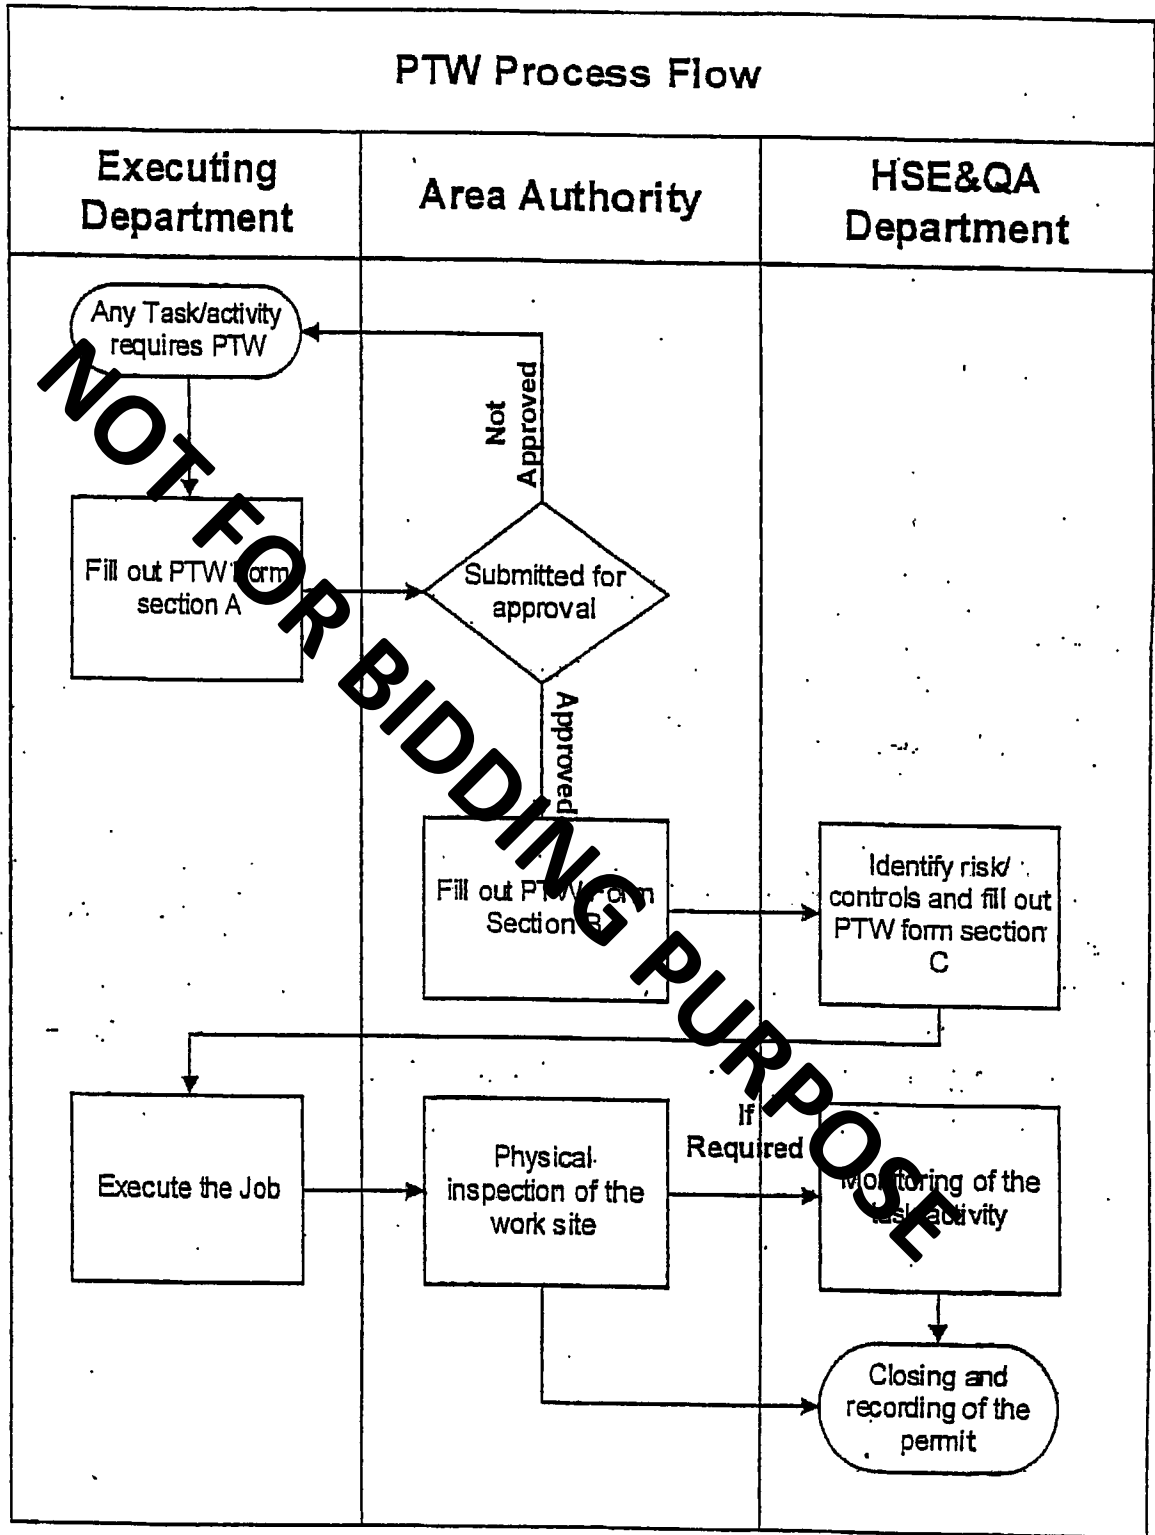 PTW Process Flow
Executing
Department
Area Authority
HSE&QA
Department
Any Task/activity
requires PTW
Not
Approved
Fill out PTW Form
section A
Submitted for
approval
Approved
Fill out PTW Form
Section B
Identify risk/
controls and fill out
PTW form section
C
Execute the Job
Physical
inspection of the
work site
If
Required
Monitoring of the
task/activity
Closing and
recording of the
permit
NOT FOR BIDDING PURPOSE